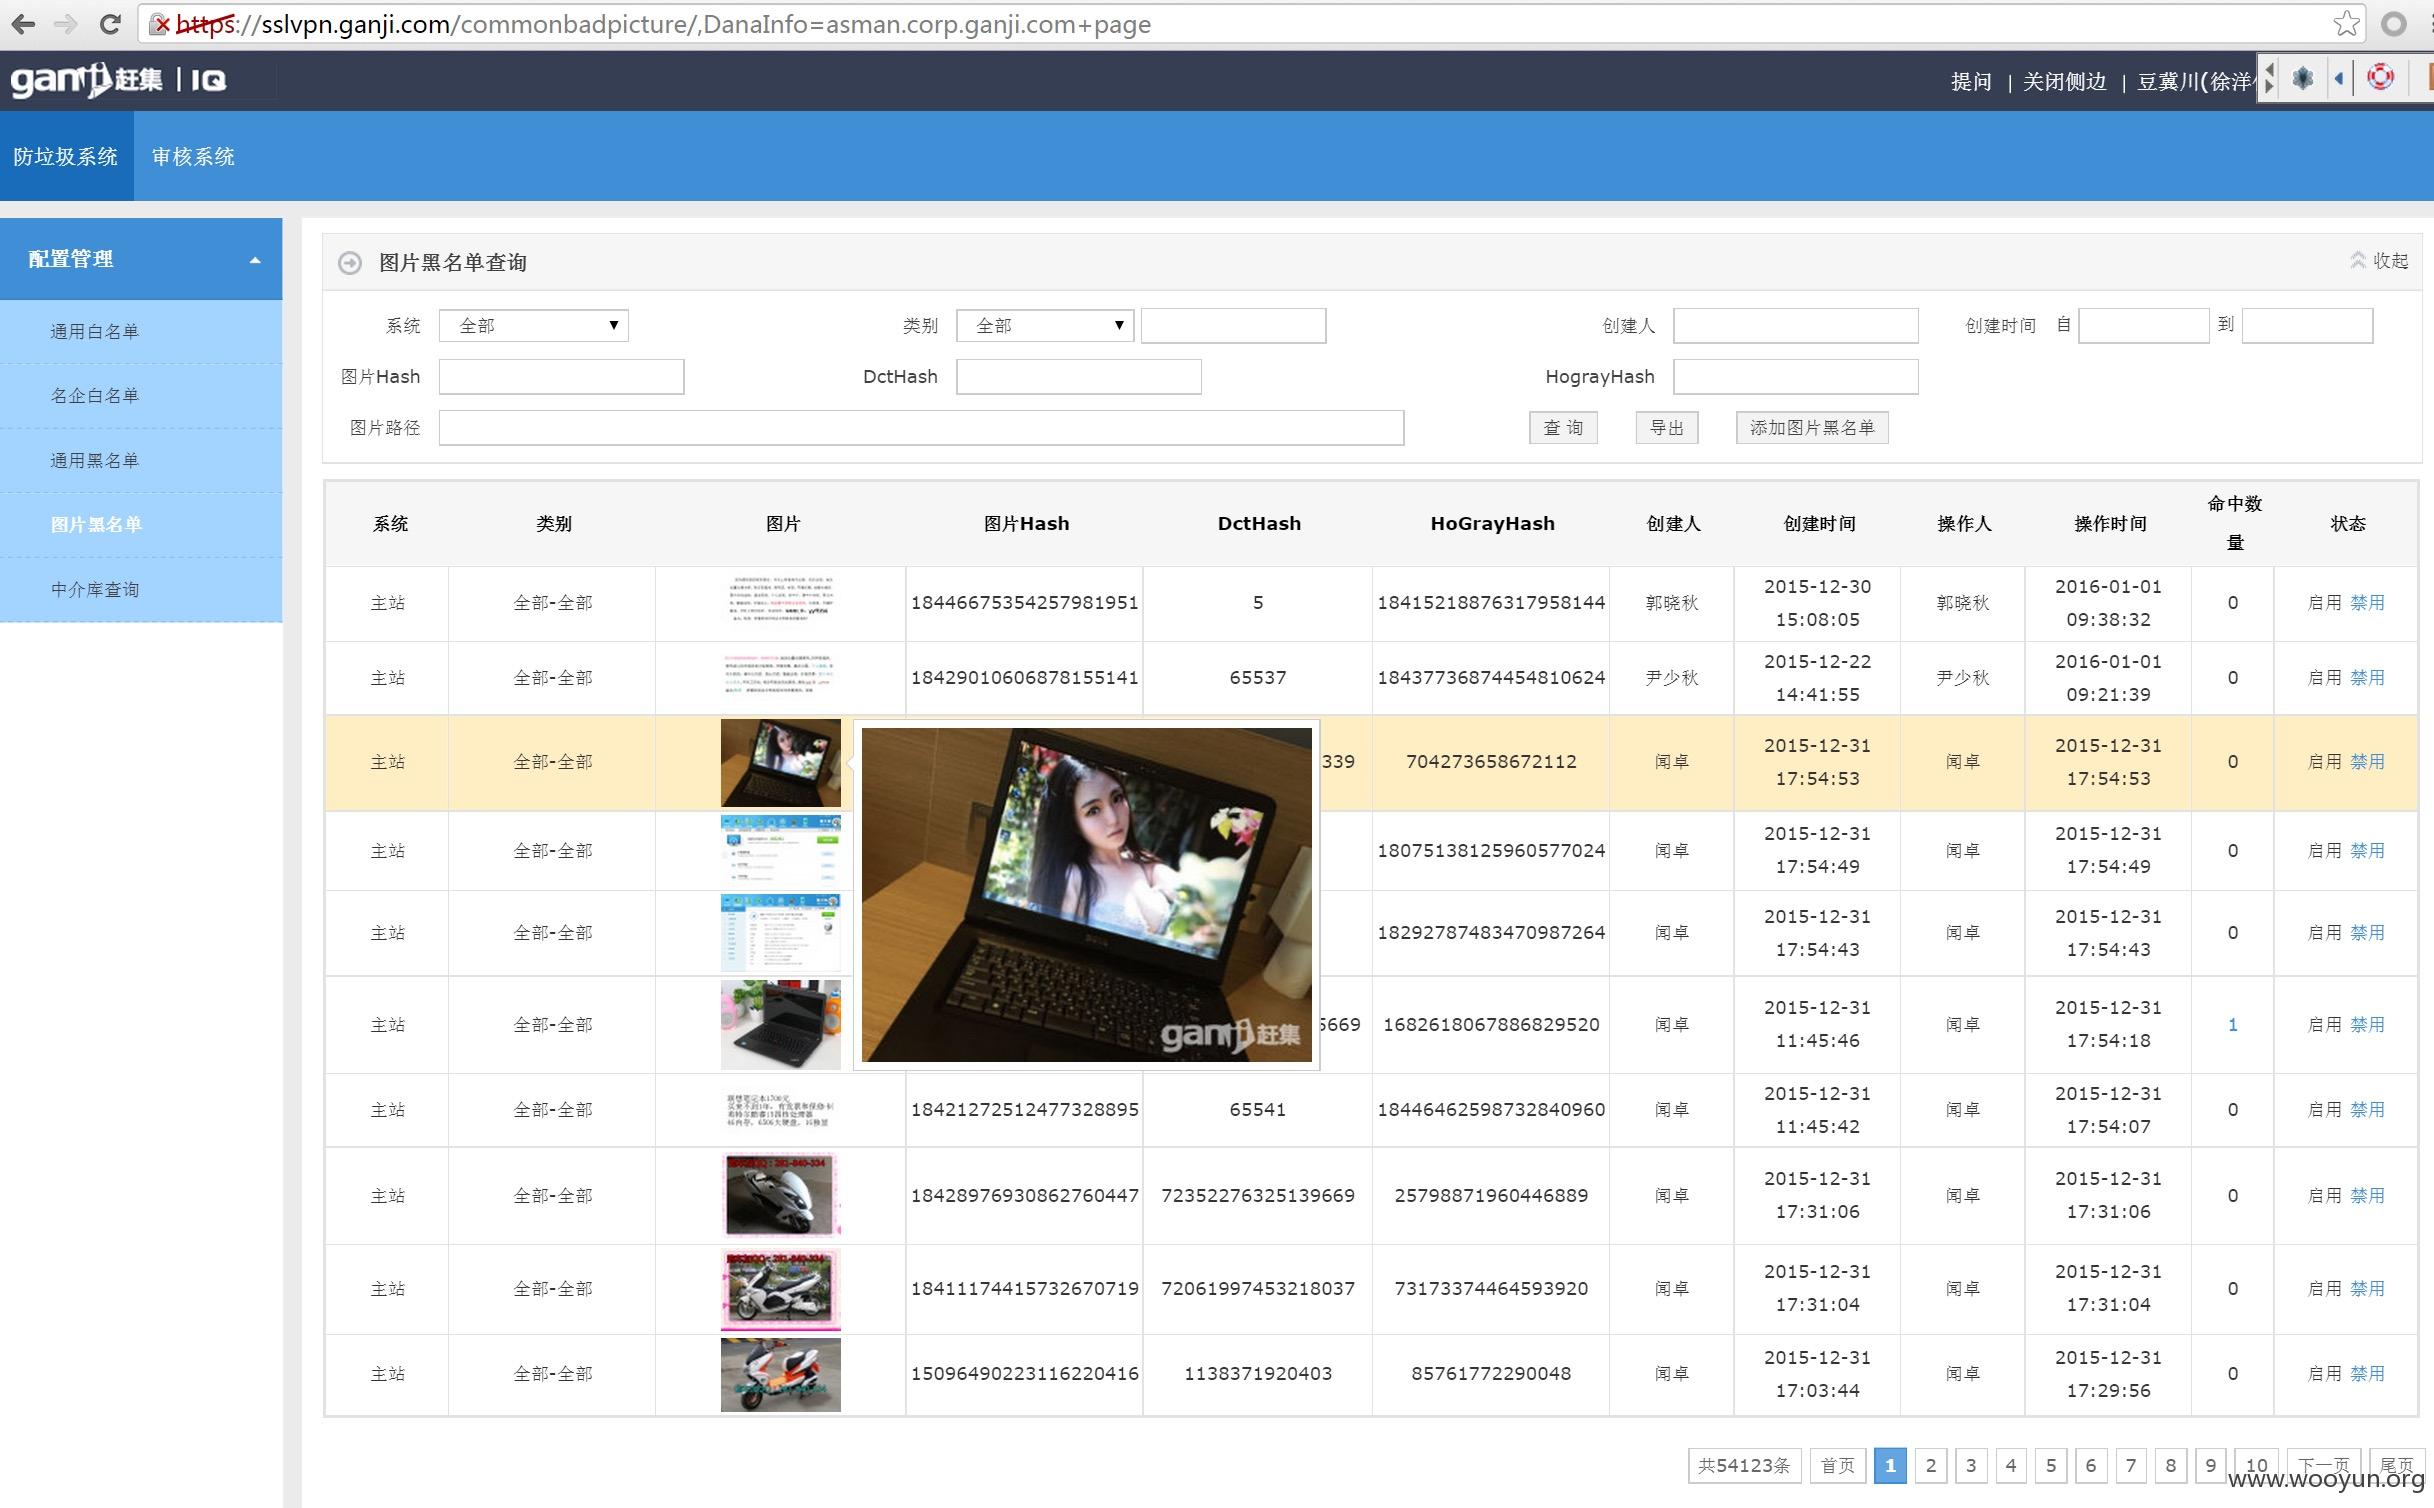 https://sslvpn.ganji.com/commonbadpicture/,DanaInfo=asman.corp.ganji.com+page
ganji赶集 | IQ
提问 | 关闭侧边 | 豆冀川(徐洋
防垃圾系统 审核系统
配置管理
通用白名单
名企白名单
通用黑名单
图片黑名单
中介库查询
图片黑名单查询 收起
系统 全部 类别 全部 创建人 创建时间 自 到
图片Hash DctHash HograyHash
图片路径 查 询 导出 添加图片黑名单
系统 类别 图片 图片Hash DctHash HoGrayHash 创建人 创建时间 操作人 操作时间 命中数量 状态
主站 全部-全部 18446675354257981951 5 18415218876317958144 郭晓秋 2015-12-30 15:08:05 郭晓秋 2016-01-01 09:38:32 0 启用 禁用
主站 全部-全部 18429010606878155141 65537 18437736874454810624 尹少秋 2015-12-22 14:41:55 尹少秋 2016-01-01 09:21:39 0 启用 禁用
主站 全部-全部 339 704273658672112 闻卓 2015-12-31 17:54:53 闻卓 2015-12-31 17:54:53 0 启用 禁用
ganji赶集
主站 全部-全部 18075138125960577024 闻卓 2015-12-31 17:54:49 闻卓 2015-12-31 17:54:49 0 启用 禁用
主站 全部-全部 18292787483470987264 闻卓 2015-12-31 17:54:43 闻卓 2015-12-31 17:54:43 0 启用 禁用
主站 全部-全部 5669 1682618067886829520 闻卓 2015-12-31 11:45:46 闻卓 2015-12-31 17:54:18 1 启用 禁用
主站 全部-全部 18421272512477328895 65541 18446462598732840960 闻卓 2015-12-31 11:45:42 闻卓 2015-12-31 17:54:07 0 启用 禁用
主站 全部-全部 18428976930862760447 72352276325139669 25798871960446889 闻卓 2015-12-31 17:31:06 闻卓 2015-12-31 17:31:06 0 启用 禁用
主站 全部-全部 18411174415732670719 72061997453218037 73173374464593920 闻卓 2015-12-31 17:31:04 闻卓 2015-12-31 17:31:04 0 启用 禁用
主站 全部-全部 15096490223116220416 1138371920403 85761772290048 闻卓 2015-12-31 17:03:44 闻卓 2015-12-31 17:29:56 0 启用 禁用
共54123条 首页 1 2 3 4 5 6 7 8 9 10 下一页 尾页
www.wooyun.org